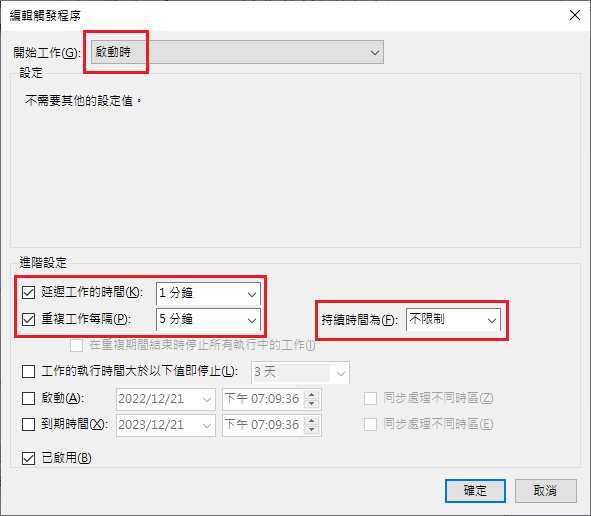 編輯觸發程序
開始工作(G): 啟動時
設定
不需要其他的設定值。
進階設定
延遲工作的時間(K): 1 分鐘
重複工作每隔(P): 5 分鐘 持續時間為(F): 不限制
在重複期間結束時停止所有執行中的工作(I)
工作的執行時間大於以下值即停止(L): 3 天
啟動(A): 2022/12/21 下午 07:09:36 同步處理不同時區(Z)
到期時間(X): 2023/12/21 下午 07:09:36 同步處理不同時區(E)
已啟用(B)
確定 取消